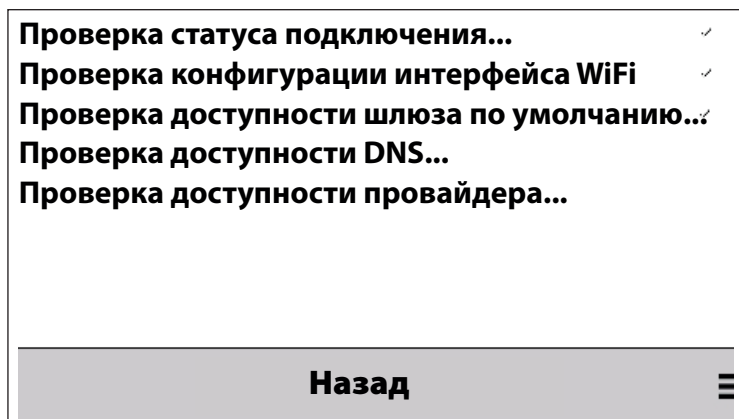 Проверка статуса подключения...
Проверка конфигурации интерфейса WiFi
Проверка доступности шлюза по умолчанию...
Проверка доступности DNS...
Проверка доступности провайдера...
Назад